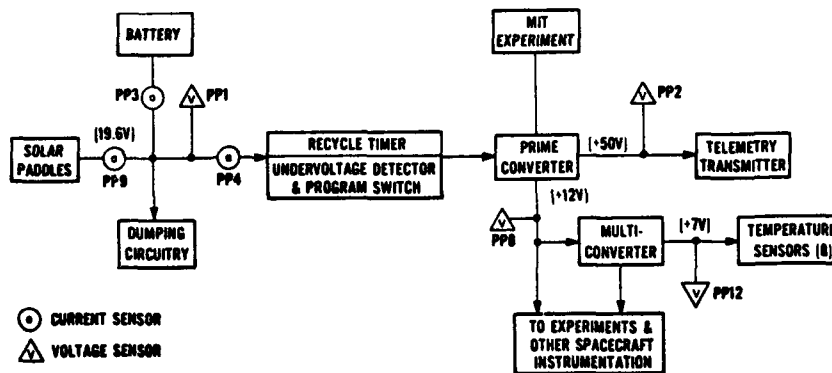 BATTERY
MIT
EXPERIMENT
PP3
a
V
PP1
V
PP2
(19.6V)
SOLAR
PADDLES
a
PP9
a
PP4
RECYCLE TIMER
UNDERVOLTAGE DETECTOR
& PROGRAM SWITCH
PRIME
CONVERTER
(+50V)
TELEMETRY
TRANSMITTER
(+12V)
DUMPING
CIRCUITRY
V
PP8
MULTI-
CONVERTER
(+7V)
TEMPERATURE
SENSORS (8)
V
PP12
a
CURRENT SENSOR
V
VOLTAGE SENSOR
TO EXPERIMENTS &
OTHER SPACECRAFT
INSTRUMENTATION